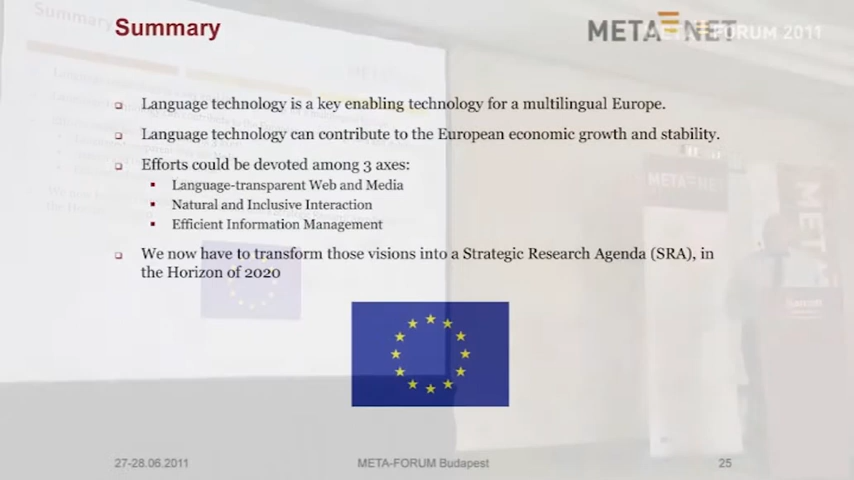 Summary
META NET
FORUM 2011
Language technology is a key enabling technology for a multilingual Europe.
Language technology can contribute to the European economic growth and stability.
Efforts could be devoted among 3 axes:
Language-transparent Web and Media
Natural and Inclusive Interaction
Efficient Information Management
We now have to transform those visions into a Strategic Research Agenda (SRA), in
the Horizon of 2020
27-28.06.2011
META-FORUM Budapest
25